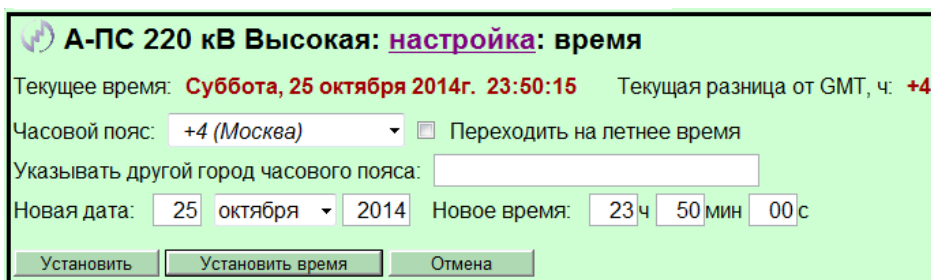 А-ПС 220 кВ Высокая: настройка: время
Текущее время: Суббота, 25 октября 2014г. 23:50:15 Текущая разница от GMT, ч: +4
Часовой пояс: +4 (Москва) Переходить на летнее время
Указывать другой город часового пояса:
Новая дата: 25 октября 2014 Новое время: 23 ч 50 мин 00 с
Установить Установить время Отмена